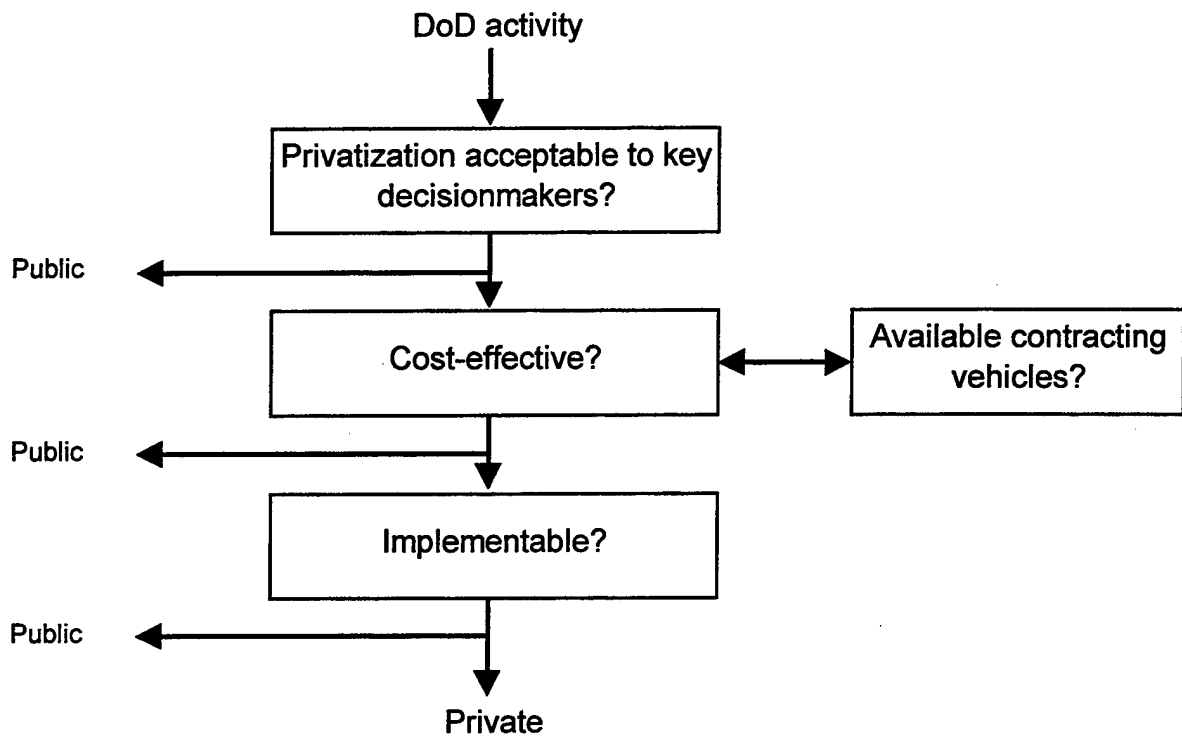 DoD activity
Privatization acceptable to key
decisionmakers?
Public
Cost-effective?
Available contracting
vehicles?
Public
Implementable?
Public
Private